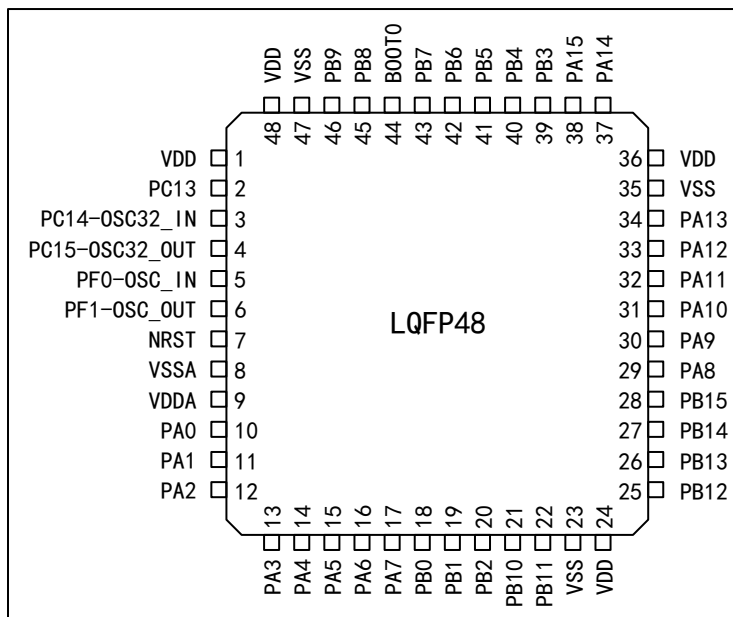 VDD VSS PB9 PB8 BOOT0 PB7 PB6 PB5 PB4 PB3 PA15 PA14
48 47 46 45 44 43 42 41 40 39 38 37
VDD 1 36 VDD
PC13 2 35 VSS
PC14-OSC32_IN 3 34 PA13
PC15-OSC32_OUT 4 33 PA12
PF0-OSC_IN 5 32 PA11
PF1-OSC_OUT 6 31 PA10
LQFP48
NRST 7 30 PA9
VSSA 8 29 PA8
VDDA 9 28 PB15
PA0 10 27 PB14
PA1 11 26 PB13
PA2 12 25 PB12
13 14 15 16 17 18 19 20 21 22 23 24
PA3 PA4 PA5 PA6 PA7 PB0 PB1 PB2 PB10 PB11 VSS VDD